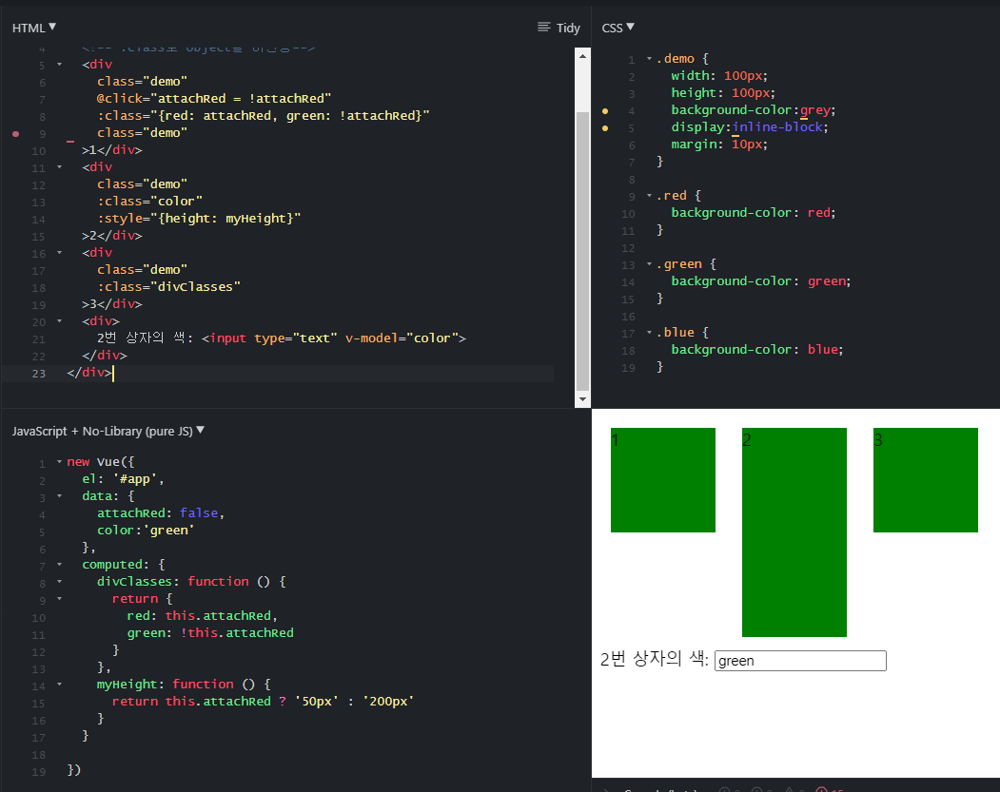 HTML
Tidy
4 <!-- :class로 object를
5 <div
6 class="demo"
7 @click="attachRed = !attachRed"
8 :class="{red: attachRed, green: !attachRed}"
9 class="demo"
10 >1</div>
11 <div
12 class="demo"
13 :class="color"
14 :style="{height: myHeight}"
15 >2</div>
16 <div
17 class="demo"
18 :class="divClasses"
19 >3</div>
20 <div>
21 2번 상자의 색: <input type="text" v-model="color">
22 </div>
23 </div>
CSS
1 .demo {
2 width: 100px;
3 height: 100px;
4 background-color:grey;
5 display:inline-block;
6 margin: 10px;
7 }
8
9 .red {
10 background-color: red;
11 }
12
13 .green {
14 background-color: green;
15 }
16
17 .blue {
18 background-color: blue;
19 }
JavaScript + No-Library (pure JS)
1 new Vue({
2 el: '#app',
3 data: {
4 attachRed: false,
5 color:'green'
6 },
7 computed: {
8 divClasses: function () {
9 return {
10 red: this.attachRed,
11 green: !this.attachRed
12 }
13 },
14 myHeight: function () {
15 return this.attachRed ? '50px' : '200px'
16 }
17 }
18
19 })
1
2
3
2번 상자의 색: green